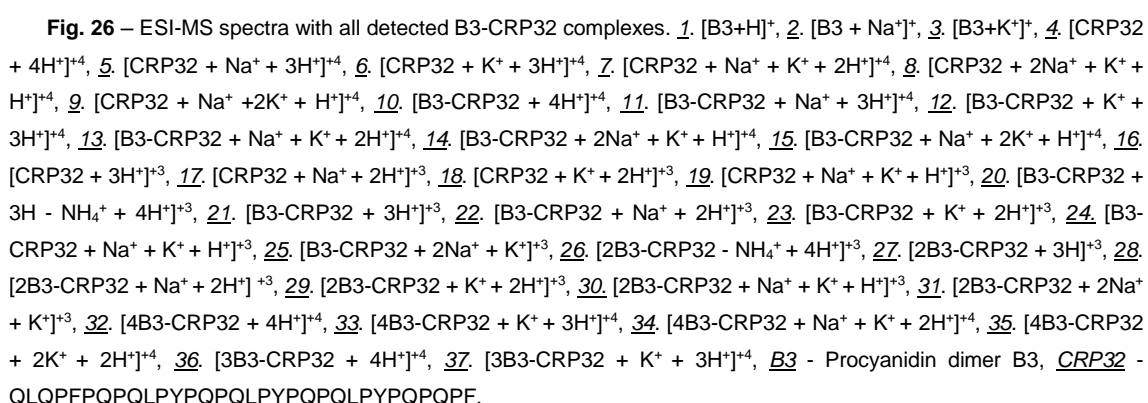 Fig. 26 – ESI-MS spectra with all detected B3-CRP32 complexes. 1. [B3+H]⁺, 2. [B3 + Na⁺]⁺, 3. [B3+K⁺]⁺, 4. [CRP32
+ 4H⁺]⁺⁴, 5. [CRP32 + Na⁺ + 3H⁺]⁺⁴, 6. [CRP32 + K⁺ + 3H⁺]⁺⁴, 7. [CRP32 + Na⁺ + K⁺ + 2H⁺]⁺⁴, 8. [CRP32 + 2Na⁺ + K⁺ +
H⁺]⁺⁴, 9. [CRP32 + Na⁺ +2K⁺ + H⁺]⁺⁴, 10. [B3-CRP32 + 4H⁺]⁺⁴, 11. [B3-CRP32 + Na⁺ + 3H⁺]⁺⁴, 12. [B3-CRP32 + K⁺ +
3H⁺]⁺⁴, 13. [B3-CRP32 + Na⁺ + K⁺ + 2H⁺]⁺⁴, 14. [B3-CRP32 + 2Na⁺ + K⁺ + H⁺]⁺⁴, 15. [B3-CRP32 + Na⁺ + 2K⁺ + H⁺]⁺⁴, 16.
[CRP32 + 3H⁺]⁺³, 17. [CRP32 + Na⁺ + 2H⁺]⁺³, 18. [CRP32 + K⁺ + 2H⁺]⁺³, 19. [CRP32 + Na⁺ + K⁺ + H⁺]⁺³, 20. [B3-CRP32 +
3H - NH₄⁺ + 4H⁺]⁺³, 21. [B3-CRP32 + 3H⁺]⁺³, 22. [B3-CRP32 + Na⁺ + 2H⁺]⁺³, 23. [B3-CRP32 + K⁺ + 2H⁺]⁺³, 24. [B3-
CRP32 + Na⁺ + K⁺ + H⁺]⁺³, 25. [B3-CRP32 + 2Na⁺ + K⁺]⁺³, 26. [2B3-CRP32 - NH₄⁺ + 4H⁺]⁺³, 27. [2B3-CRP32 + 3H]⁺³, 28.
[2B3-CRP32 + Na⁺ + 2H⁺] ⁺³, 29. [2B3-CRP32 + K⁺ + 2H⁺]⁺³, 30. [2B3-CRP32 + Na⁺ + K⁺ + H⁺]⁺³, 31. [2B3-CRP32 + 2Na⁺
+ K⁺]⁺³, 32. [4B3-CRP32 + 4H⁺]⁺⁴, 33. [4B3-CRP32 + K⁺ + 3H⁺]⁺⁴, 34. [4B3-CRP32 + Na⁺ + K⁺ + 2H⁺]⁺⁴, 35. [4B3-CRP32
+ 2K⁺ + 2H⁺]⁺⁴, 36. [3B3-CRP32 + 4H⁺]⁺⁴, 37. [3B3-CRP32 + K⁺ + 3H⁺]⁺⁴, B3 - Procyanidin dimer B3, CRP32 -
QLQPFPQPQLPYPQPQLPYPQPQLPYPQPQPF.